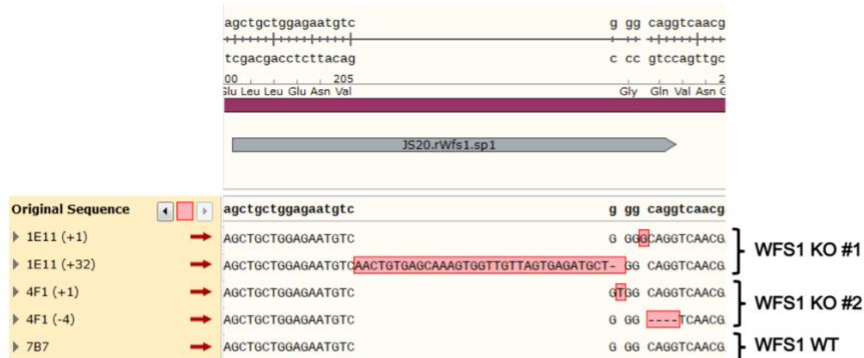 agctgctggagaatgtc g gg caggtcaacg
tcgacgacctcttacag c cc gtccagttgc
00 205 2
Glu Leu Leu Glu Asn Val Gly Gln Val Asn G
JS20.rWfs1.sp1
Original Sequence agctgctggagaatgtc g gg caggtcaacg
1E11 (+1) AGCTGCTGGAGAATGTC G GGGCAGGTCAACG
WFS1 KO #1
1E11 (+32) AGCTGCTGGAGAATGTCAACTGTGAGCAAAGTGGTTGTTAGTGAGATGCT- GG CAGGTCAACG
4F1 (+1) AGCTGCTGGAGAATGTC GTGG CAGGTCAACG
WFS1 KO #2
4F1 (-4) AGCTGCTGGAGAATGTC G GG ----TCAACG
7B7 AGCTGCTGGAGAATGTC G GG CAGGTCAACG WFS1 WT